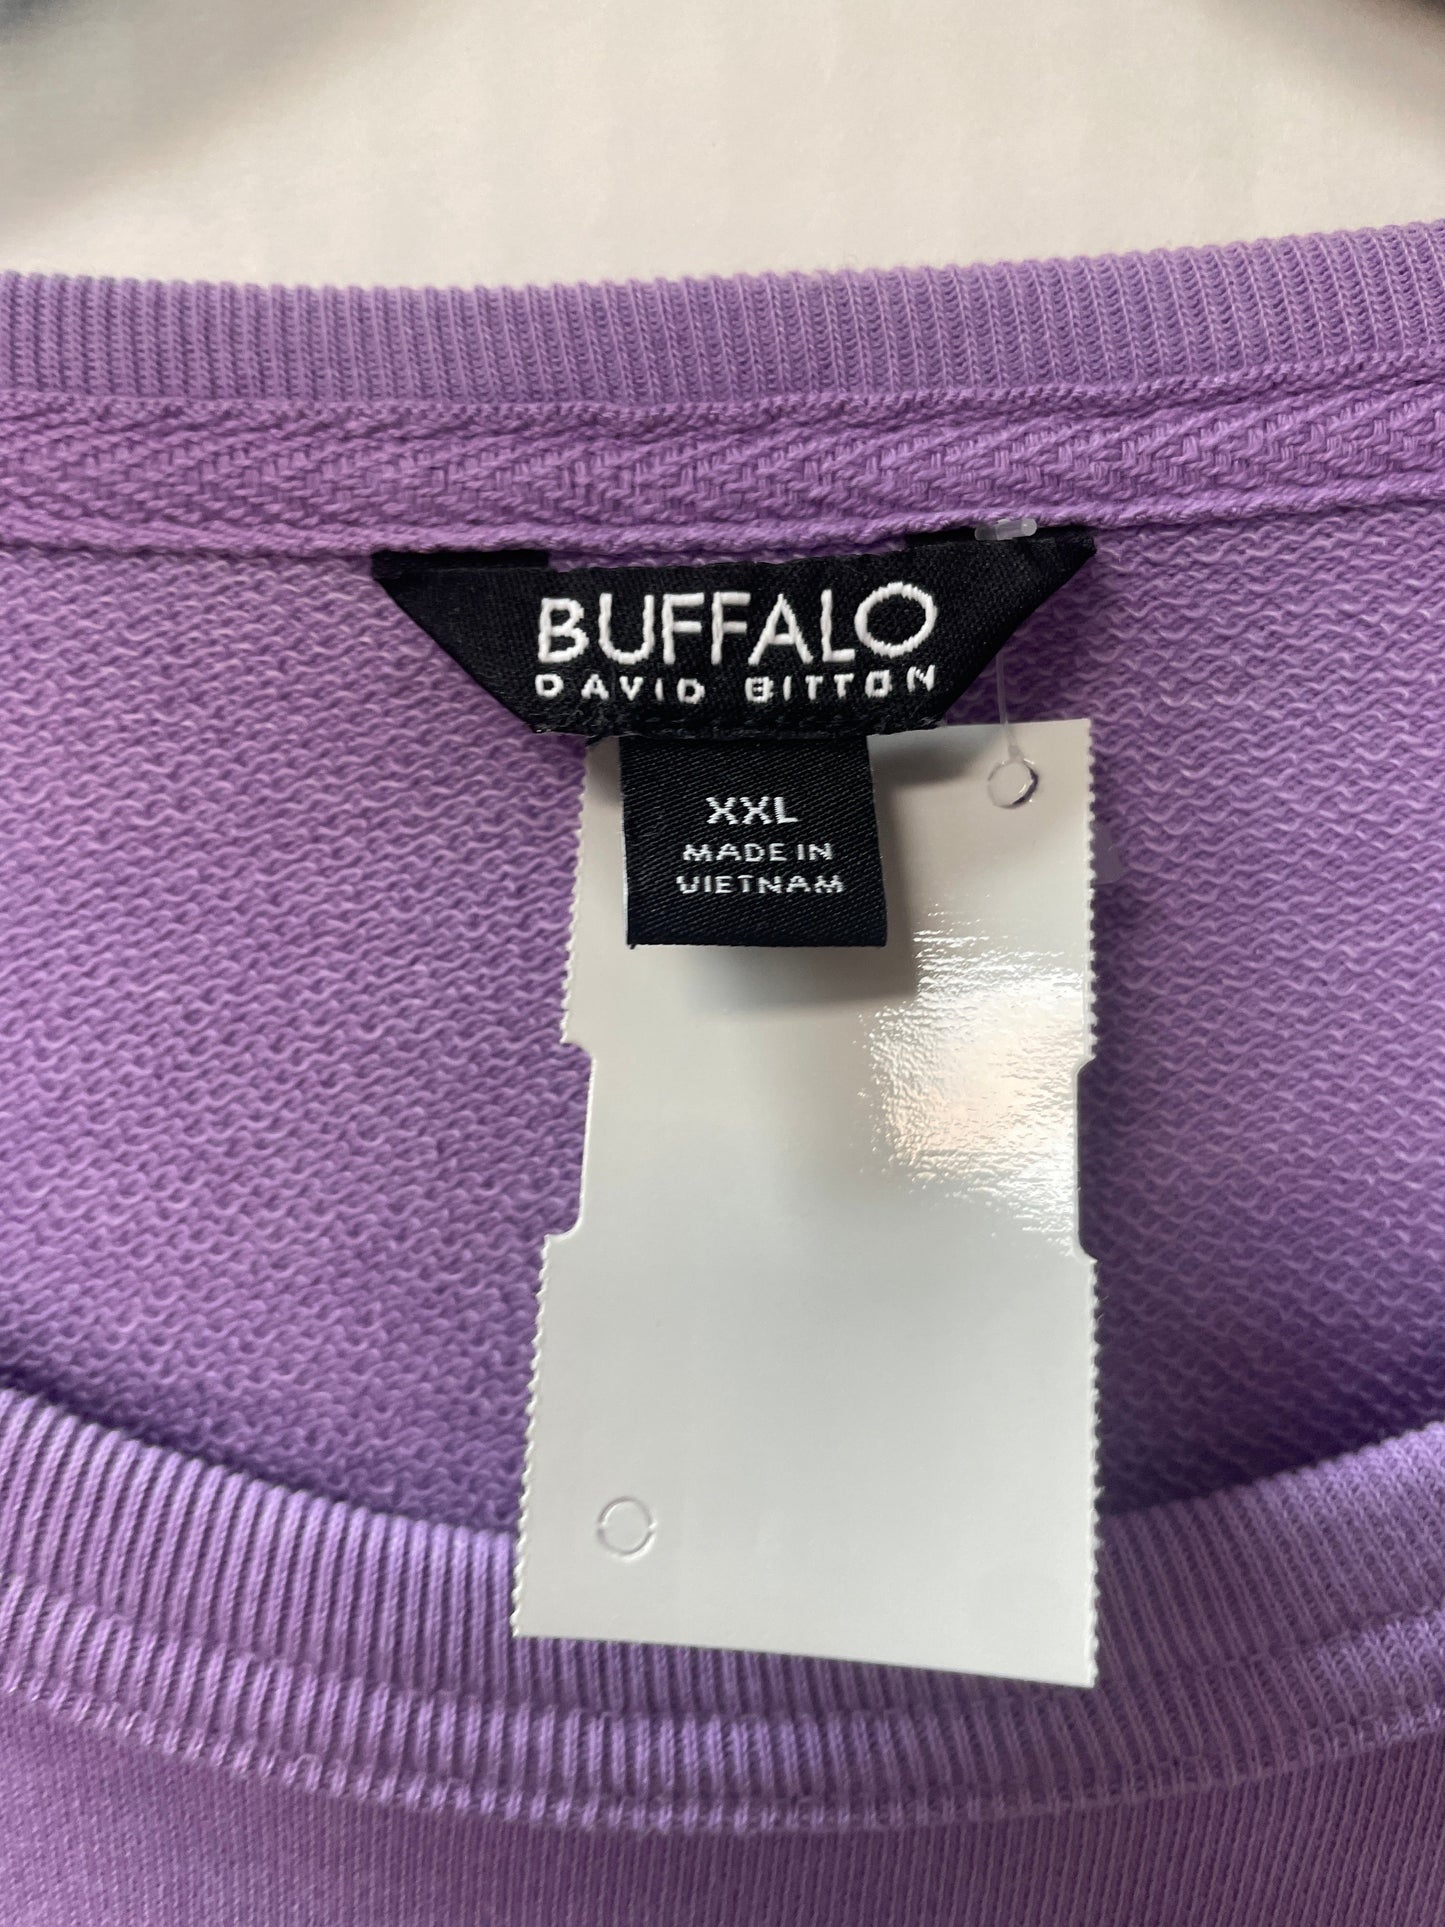 BUFFALO
DAVID BITTON
XXL
MADE IN
VIETNAM